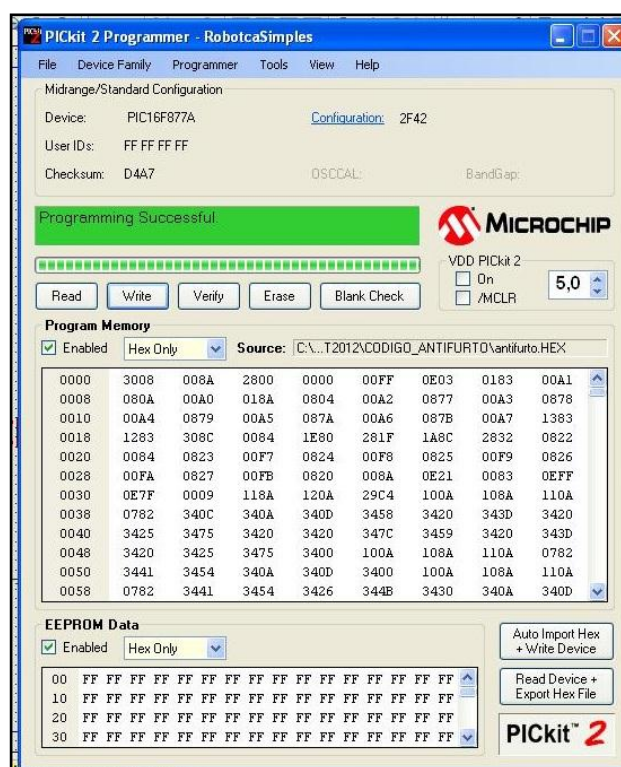 PICkit 2 Programmer - RobotcaSimples
File Device Family Programmer Tools View Help
Midrange/Standard Configuration
Device: PIC16F877A Configuration: 2F42
User IDs: FF FF FF FF
Checksum: D4A7 OSCCAL: BandGap:
Programming Successful.
MICROCHIP
VDD PICkit 2
On
/MCLR
5,0
Read Write Verify Erase Blank Check
Program Memory
Enabled Hex Only Source: C:\...T2012\CODIGO_ANTIFURTO\antifurto.HEX
0000 3008 008A 2800 0000 00FF 0E03 0183 00A1
0008 080A 00A0 018A 0804 00A2 0877 00A3 0878
0010 00A4 0879 00A5 087A 00A6 087B 00A7 1383
0018 1283 308C 0084 1E80 281F 1A8C 2832 0822
0020 0084 0823 00F7 0824 00F8 0825 00F9 0826
0028 00FA 0827 00FB 0820 008A 0E21 0083 0EFF
0030 0E7F 0009 118A 120A 29C4 100A 108A 110A
0038 0782 340C 340A 340D 3458 3420 343D 3420
0040 3425 3475 3420 3420 347C 3459 3420 343D
0048 3420 3425 3475 3400 100A 108A 110A 0782
0050 3441 3454 340A 340D 3400 100A 108A 110A
0058 0782 3441 3454 3426 344B 3430 340A 340D
EEPROM Data
Enabled Hex Only
Auto Import Hex
+ Write Device
00 FF FF FF FF FF FF FF FF FF FF FF FF FF FF FF FF
10 FF FF FF FF FF FF FF FF FF FF FF FF FF FF FF FF
20 FF FF FF FF FF FF FF FF FF FF FF FF FF FF FF FF
30 FF FF FF FF FF FF FF FF FF FF FF FF FF FF FF FF
Read Device +
Export Hex File
PICkit™ 2